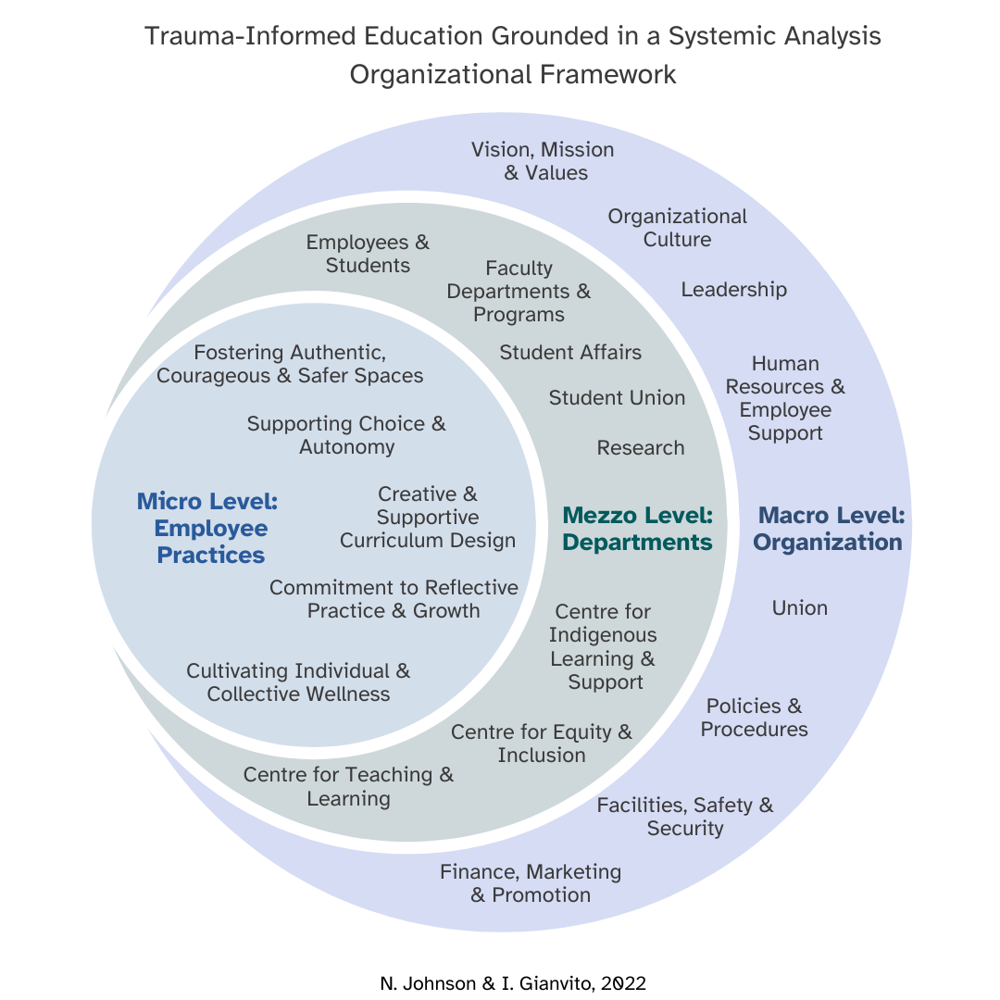 Trauma-Informed Education Grounded in a Systemic Analysis
Organizational Framework
Vision, Mission
& Values
Organizational
Culture
Leadership
Human
Resources &
Employee
Support
Macro Level:
Organization
Union
Policies &
Procedures
Facilities, Safety &
Security
Finance, Marketing
& Promotion
Employees &
Students
Faculty
Departments &
Programs
Student Affairs
Student Union
Research
Mezzo Level:
Departments
Centre for
Indigenous
Learning &
Support
Centre for Equity &
Inclusion
Centre for Teaching &
Learning
Fostering Authentic,
Courageous & Safer Spaces
Supporting Choice &
Autonomy
Micro Level:
Employee
Practices
Creative &
Supportive
Curriculum Design
Commitment to Reflective
Practice & Growth
Cultivating Individual &
Collective Wellness
N. Johnson & I. Gianvito, 2022